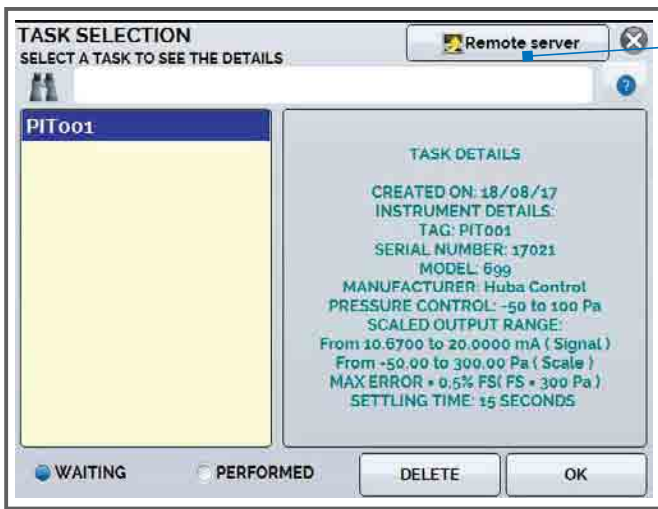 TASK SELECTION
SELECT A TASK TO SEE THE DETAILS
Remote server
PIT001
TASK DETAILS
CREATED ON: 18/08/17
INSTRUMENT DETAILS:
TAG: PIT001
SERIAL NUMBER: 17021
MODEL: 699
MANUFACTURER: Huba Control
PRESSURE CONTROL: -50 to 100 Pa
SCALED OUTPUT RANGE:
From 10.6700 to 20.0000 mA ( Signal )
From -50.00 to 300.00 Pa ( Scale )
MAX ERROR = 0,5% FS( FS = 300 Pa )
SETTLING TIME: 15 SECONDS
WAITING
PERFORMED
DELETE
OK